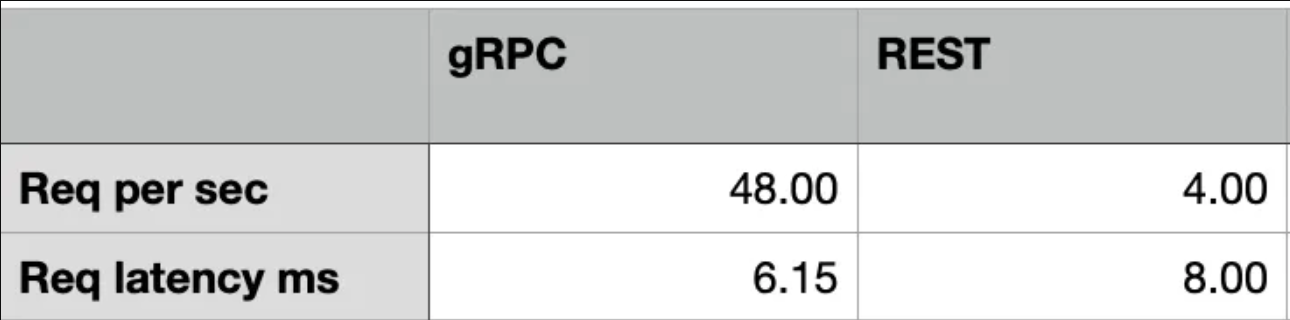 gRPC REST
Req per sec 48.00 4.00
Req latency ms 6.15 8.00